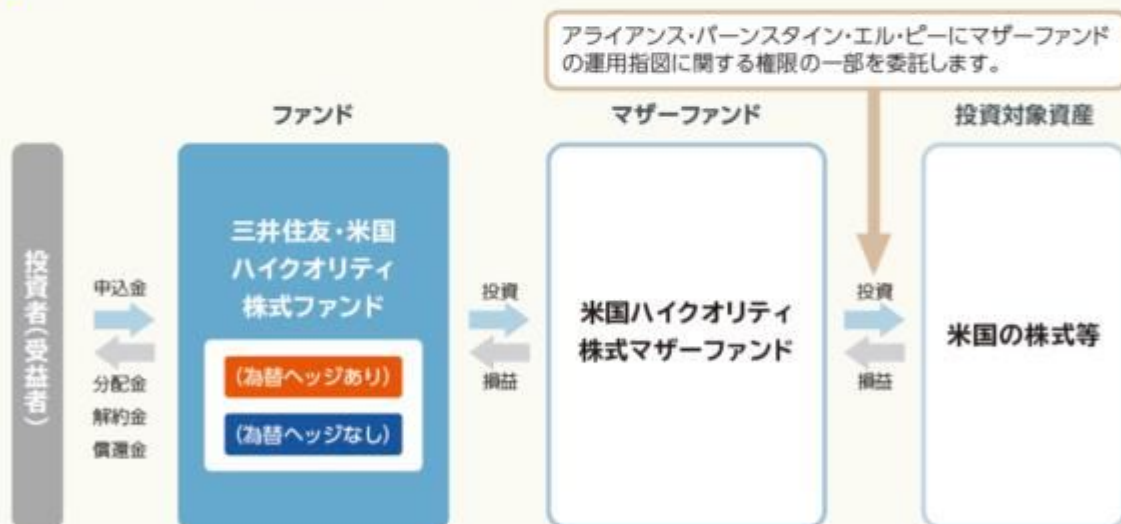 アライアンス・バーンスタイン・エル・ピーにマザーファンド
の運用指図に関する権限の一部を委託します。
ファンド
マザーファンド
投資対象資産
投資者(受益者)
申込金
分配金
解約金
償還金
三井住友・米国
ハイクオリティ
株式ファンド
(為替ヘッジあり)
(為替ヘッジなし)
投資
損益
米国ハイクオリティ
株式マザーファンド
投資
損益
米国の株式等